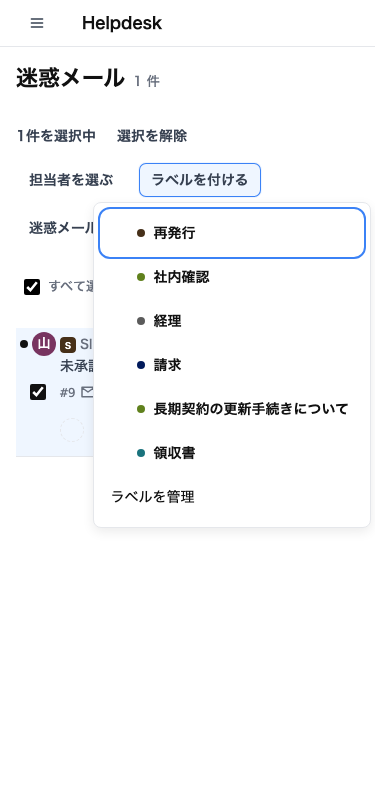 Helpdesk
迷惑メール 1 件
1件を選択中 選択を解除
担当者を選ぶ ラベルを付ける
迷惑メール
再発行
すべて
社内確認
経理
山 s
請求
#9
長期契約の更新手続きについて
領収書
ラベルを管理